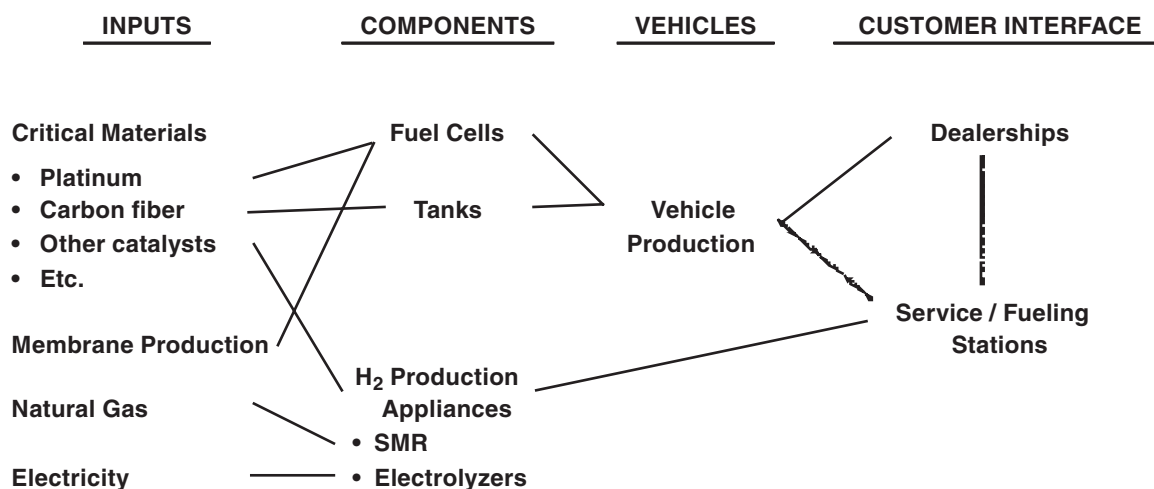 INPUTS COMPONENTS VEHICLES CUSTOMER INTERFACE
Critical Materials Fuel Cells Dealerships
• Platinum
• Carbon fiber Tanks Vehicle
• Other catalysts Production
• Etc.
Service / Fueling
Membrane Production Stations
H₂ Production
Natural Gas Appliances
• SMR
Electricity • Electrolyzers